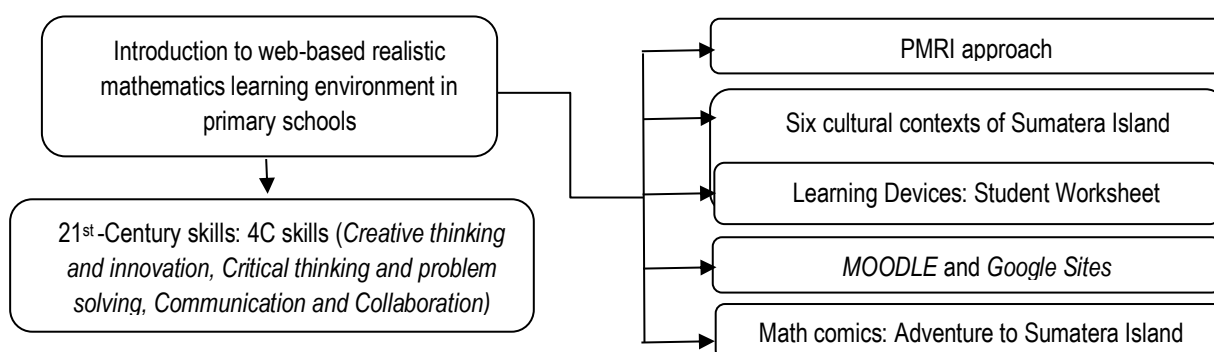 Introduction to web-based realistic
mathematics learning environment in
primary schools
21st-Century skills: 4C skills (Creative thinking
and innovation, Critical thinking and problem
solving, Communication and Collaboration)
PMRI approach
Six cultural contexts of Sumatera Island
Learning Devices: Student Worksheet
MOODLE and Google Sites
Math comics: Adventure to Sumatera Island